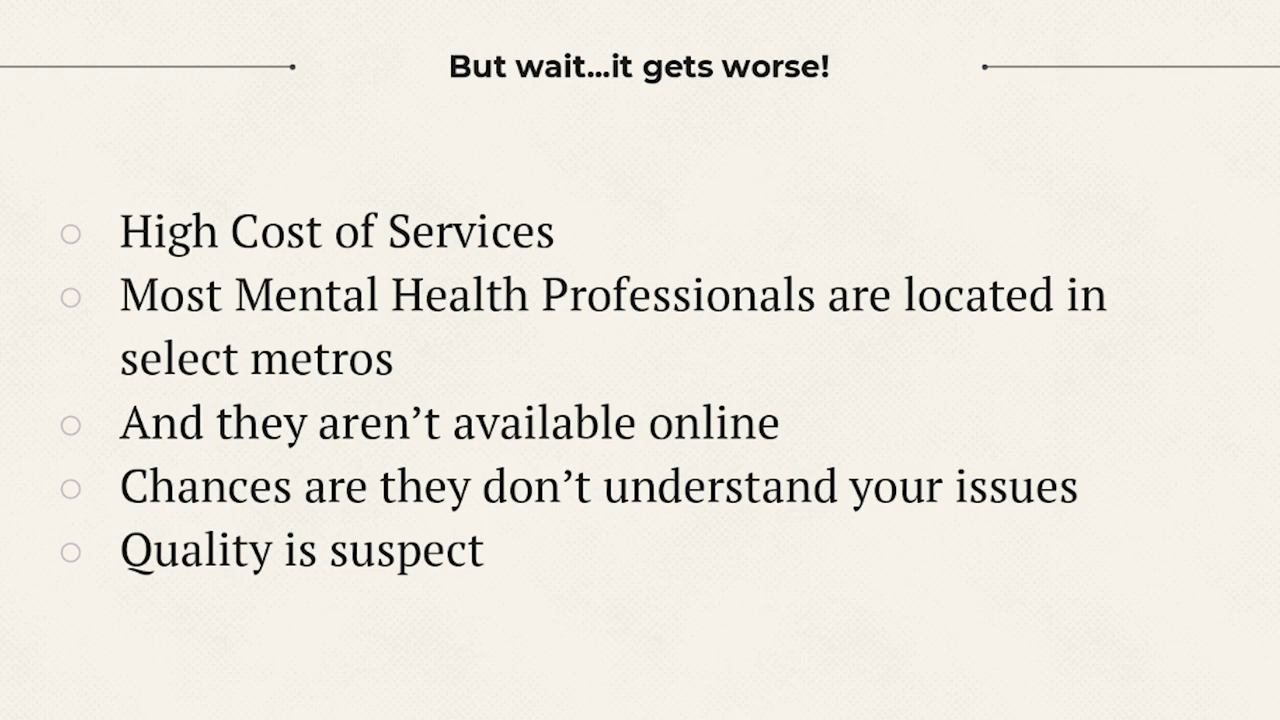 But wait...it gets worse!
High Cost of Services
Most Mental Health Professionals are located in
select metros
And they aren’t available online
Chances are they don’t understand your issues
Quality is suspect